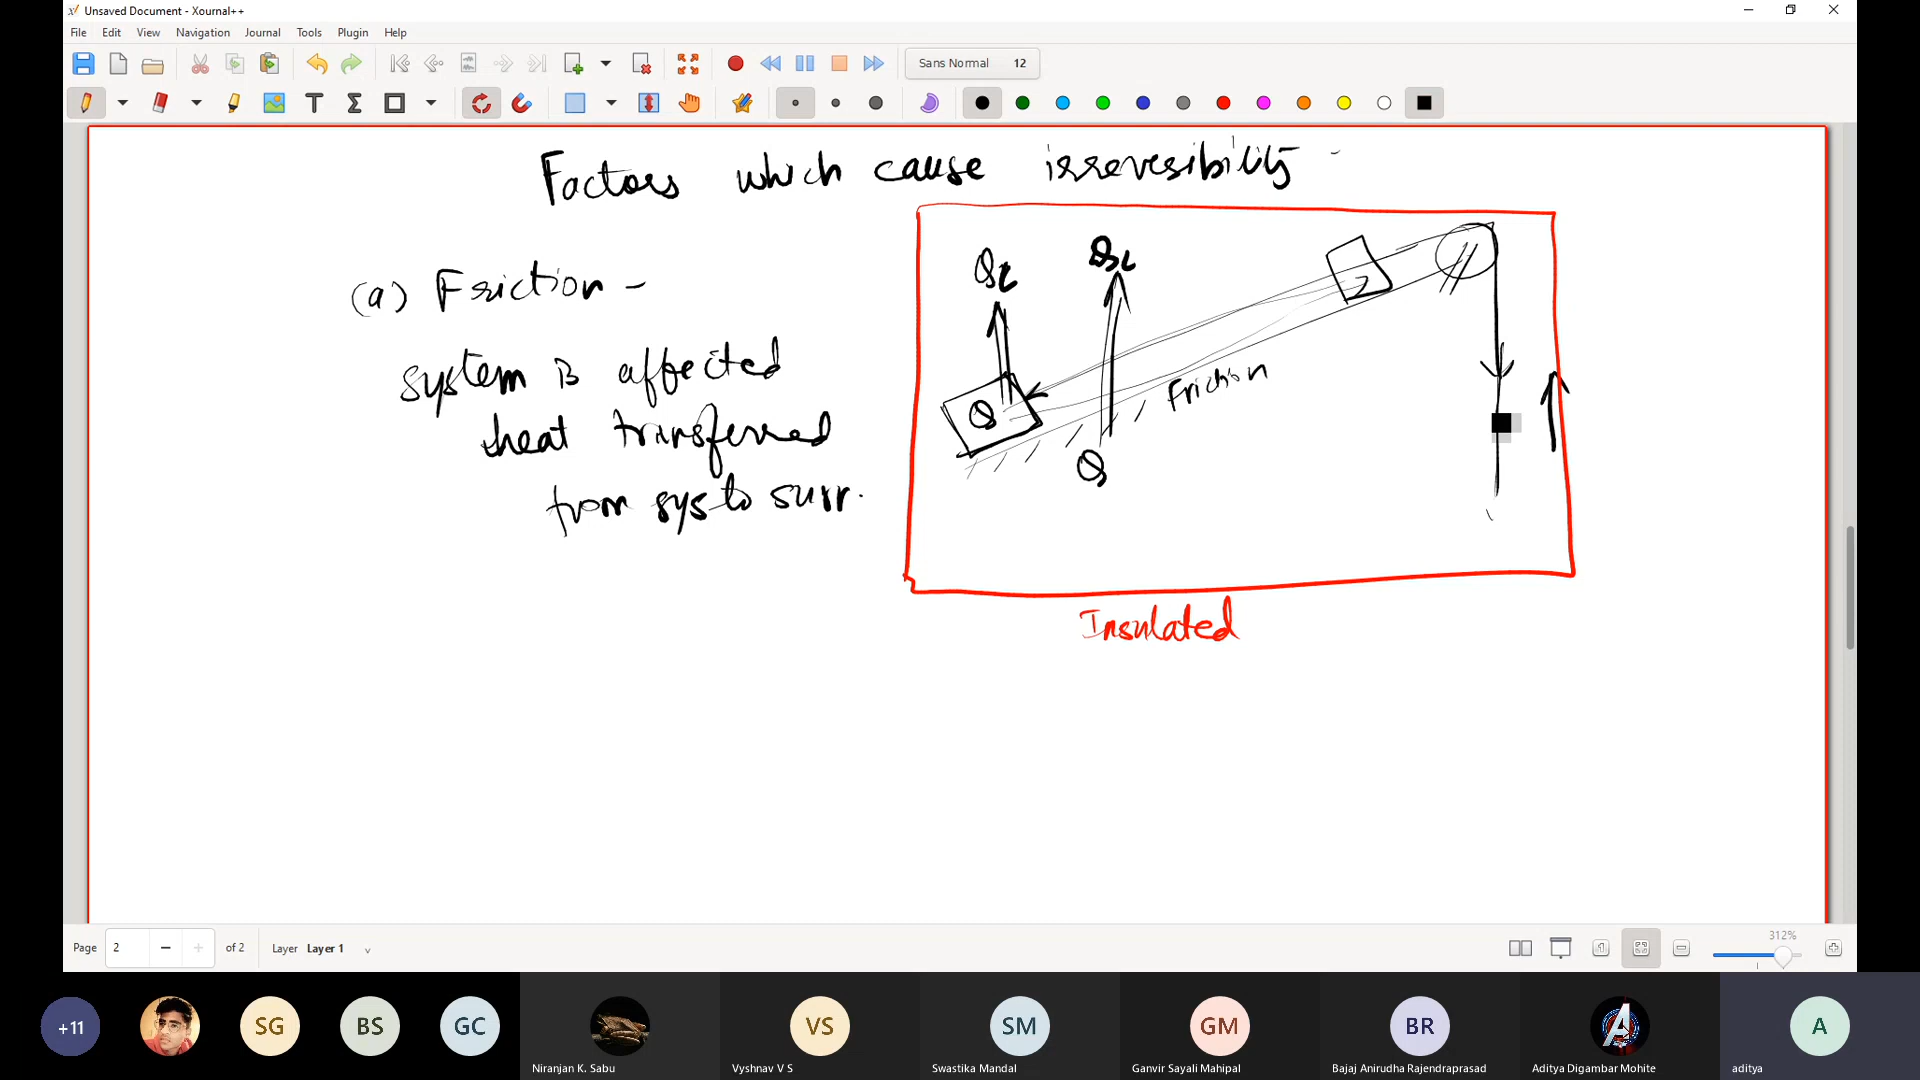 Unsaved Document - Xournal++
File Edit View Navigation Journal Tools Plugin Help
Sans Normal 12
Factors which cause irreversibility -
(a) Friction -
system is affected
heat transferred
from sys to surr.
QL
QL
2
Q
Friction
Q
Insulated
Page 2 of 2 Layer Layer 1
312%
+11 SG BS GC VS SM GM BR A
Niranjan K. Sabu Vyshnav V S Swastika Mandal Ganvir Sayali Mahipal Bajaj Anirudha Rajendraprasad Aditya Digambar Mohite aditya